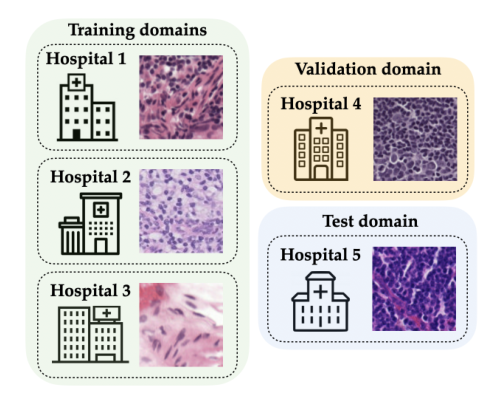 Training domains
Hospital 1
Hospital 2
Hospital 3
Validation domain
Hospital 4
Test domain
Hospital 5